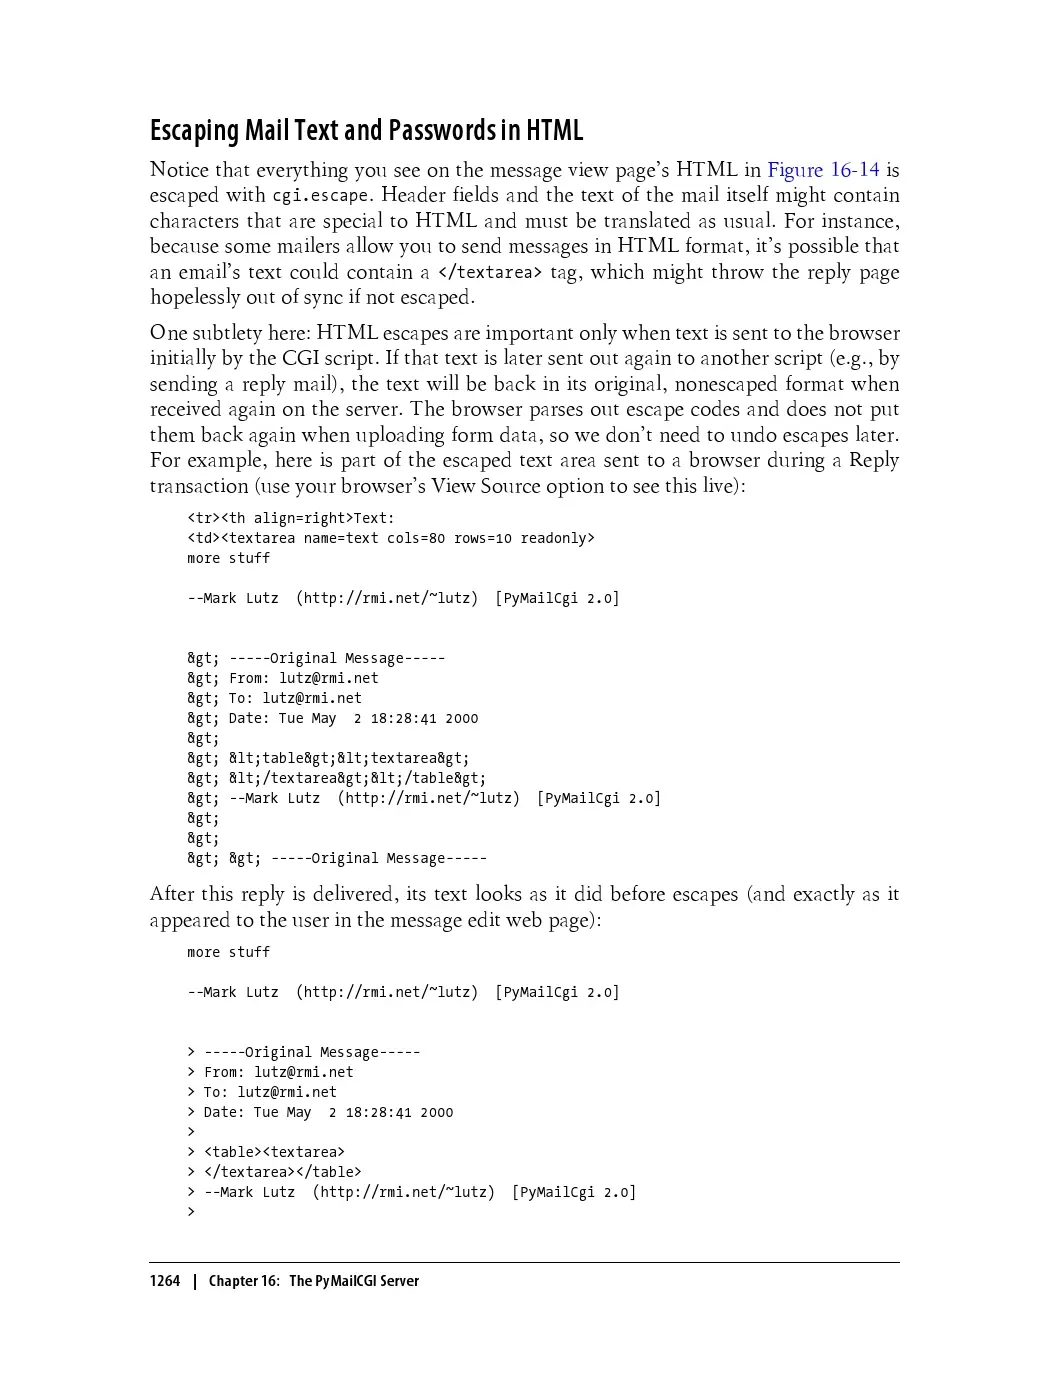 Escaping Mail Text and Passwords in HTML
Notice that everything you see on the message view page’s HTML in Figure 16-14 is
escaped with cgi.escape. Header fields and the text of the mail itself might contain
characters that are special to HTML and must be translated as usual. For instance,
because some mailers allow you to send messages in HTML format, it’s possible that
an email’s text could contain a </textarea> tag, which might throw the reply page
hopelessly out of sync if not escaped.
One subtlety here: HTML escapes are important only when text is sent to the browser
initially by the CGI script. If that text is later sent out again to another script (e.g., by
sending a reply mail), the text will be back in its original, nonescaped format when
received again on the server. The browser parses out escape codes and does not put
them back again when uploading form data, so we don’t need to undo escapes later.
For example, here is part of the escaped text area sent to a browser during a Reply
transaction (use your browser’s View Source option to see this live):
<tr><th align=right>Text:
<td><textarea name=text cols=80 rows=10 readonly>
more stuff
--Mark Lutz  (http://rmi.net/~lutz)  [PyMailCgi 2.0]
&gt; -----Original Message-----
&gt; From: lutz@rmi.net
&gt; To: lutz@rmi.net
&gt; Date: Tue May  2 18:28:41 2000
&gt;
&gt; &lt;table&gt;&lt;textarea&gt;
&gt; &lt;/textarea&gt;&lt;/table&gt;
&gt; --Mark Lutz  (http://rmi.net/~lutz)  [PyMailCgi 2.0]
&gt;
&gt;
&gt; &gt; -----Original Message-----
After this reply is delivered, its text looks as it did before escapes (and exactly as it
appeared to the user in the message edit web page):
more stuff
--Mark Lutz  (http://rmi.net/~lutz)  [PyMailCgi 2.0]
> -----Original Message-----
> From: lutz@rmi.net
> To: lutz@rmi.net
> Date: Tue May  2 18:28:41 2000
>
> <table><textarea>
> </textarea></table>
> --Mark Lutz  (http://rmi.net/~lutz)  [PyMailCgi 2.0]
>
1264 | Chapter 16: The PyMailCGI Server